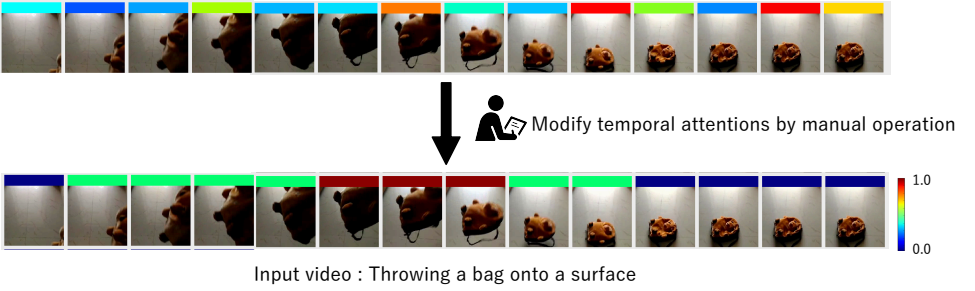 Modify temporal attentions by manual operation
1.0
0.0
Input video : Throwing a bag onto a surface